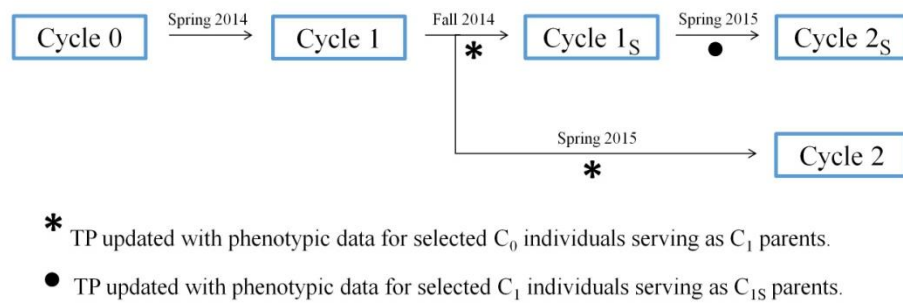 Spring 2014
Fall 2014
Spring 2015
Cycle 0
Cycle 1
Cycle 1S
Cycle 2S
*
●
Spring 2015
*
Cycle 2
* TP updated with phenotypic data for selected C0 individuals serving as C1 parents.
● TP updated with phenotypic data for selected C1 individuals serving as C1S parents.